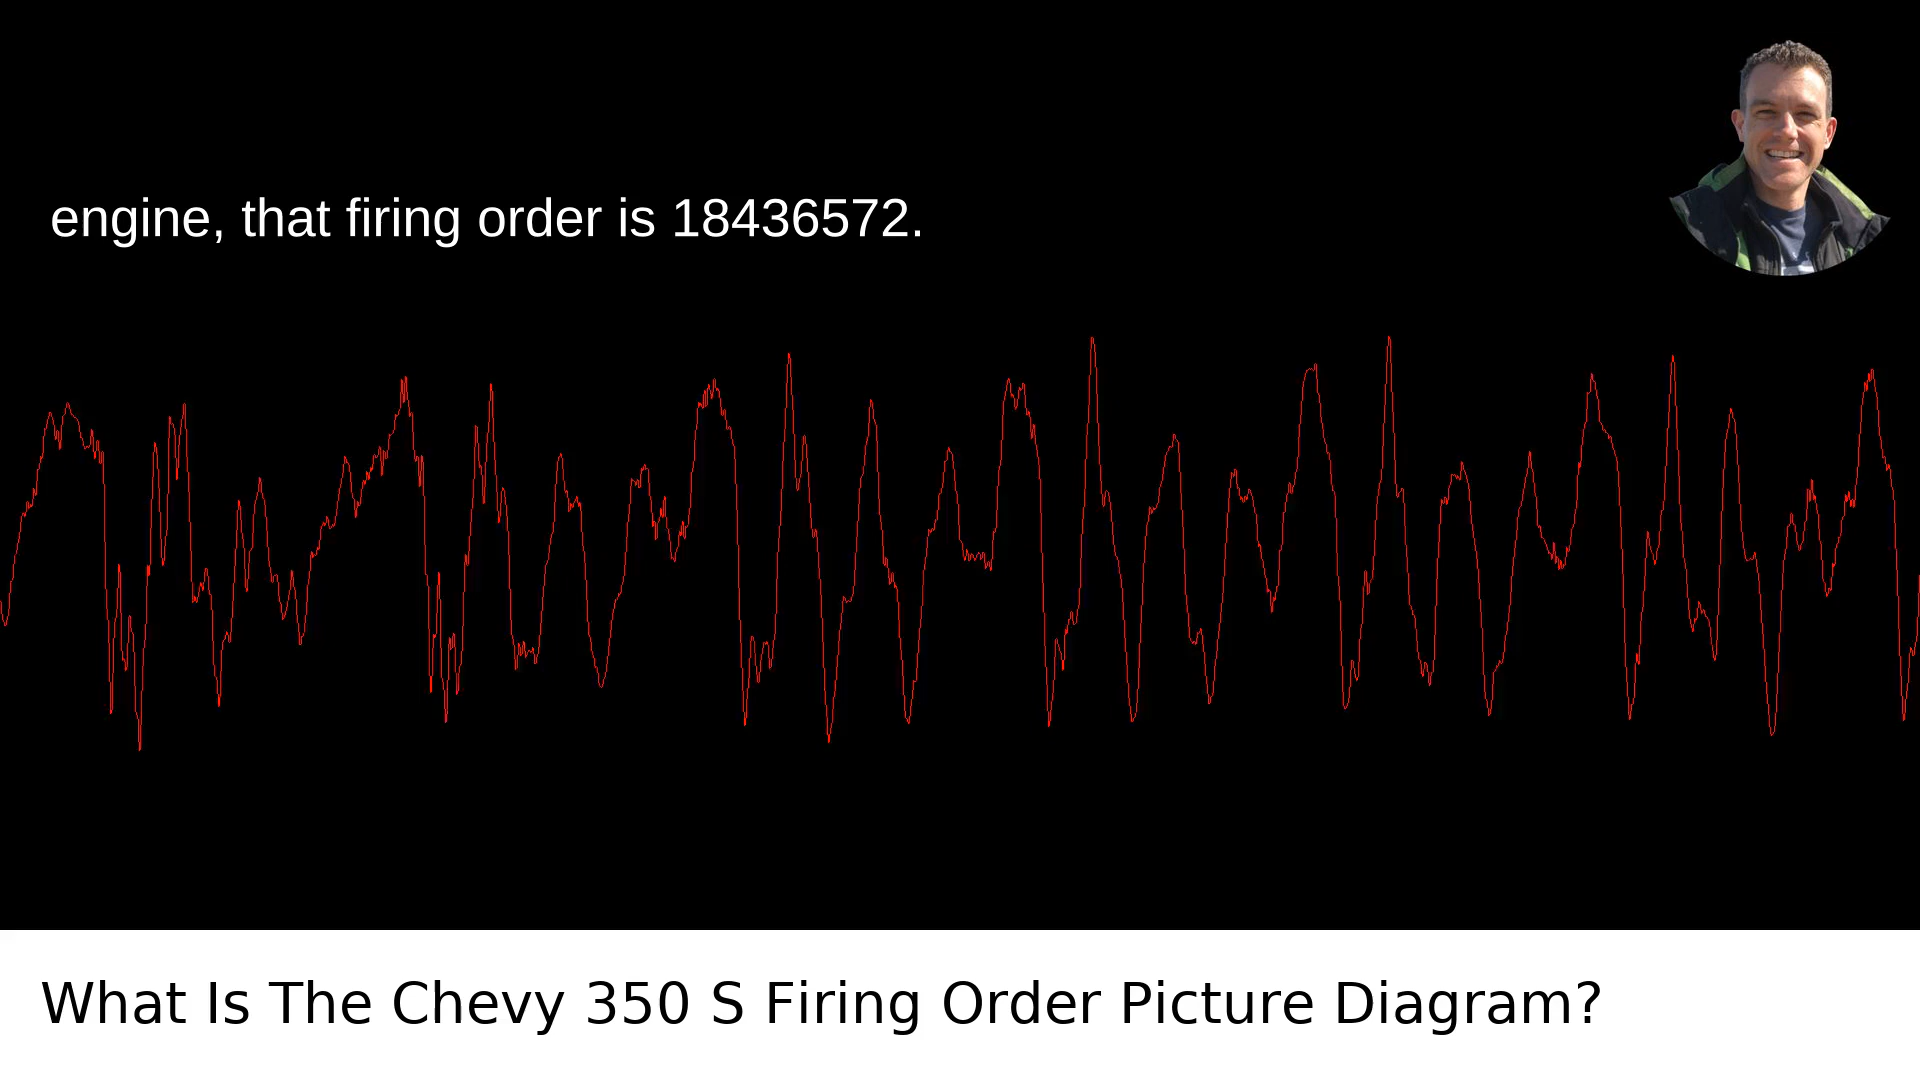 engine, that firing order is 18436572.
What Is The Chevy 350 S Firing Order Picture Diagram?